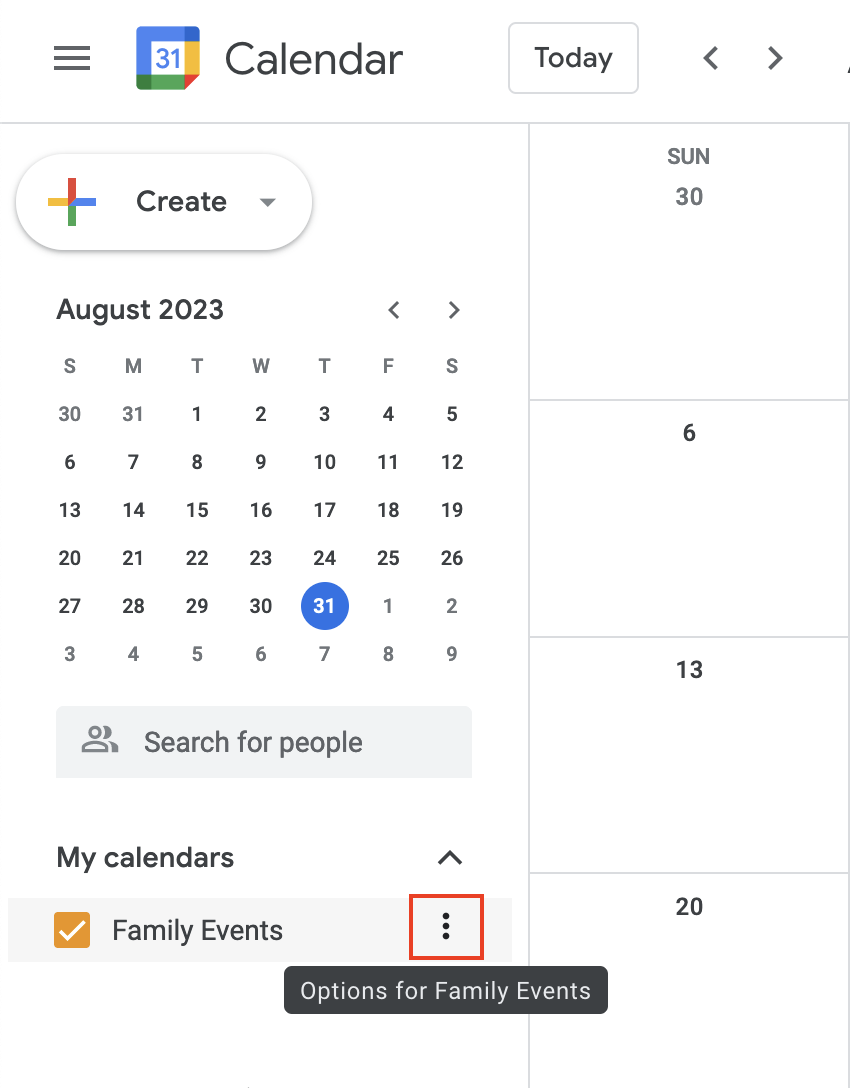 31 Calendar Today
Create
August 2023
S M T W T F S
30 31 1 2 3 4 5
6 7 8 9 10 11 12
13 14 15 16 17 18 19
20 21 22 23 24 25 26
27 28 29 30 31 1 2
3 4 5 6 7 8 9
Search for people
My calendars
Family Events
Options for Family Events
SUN
30
6
13
20